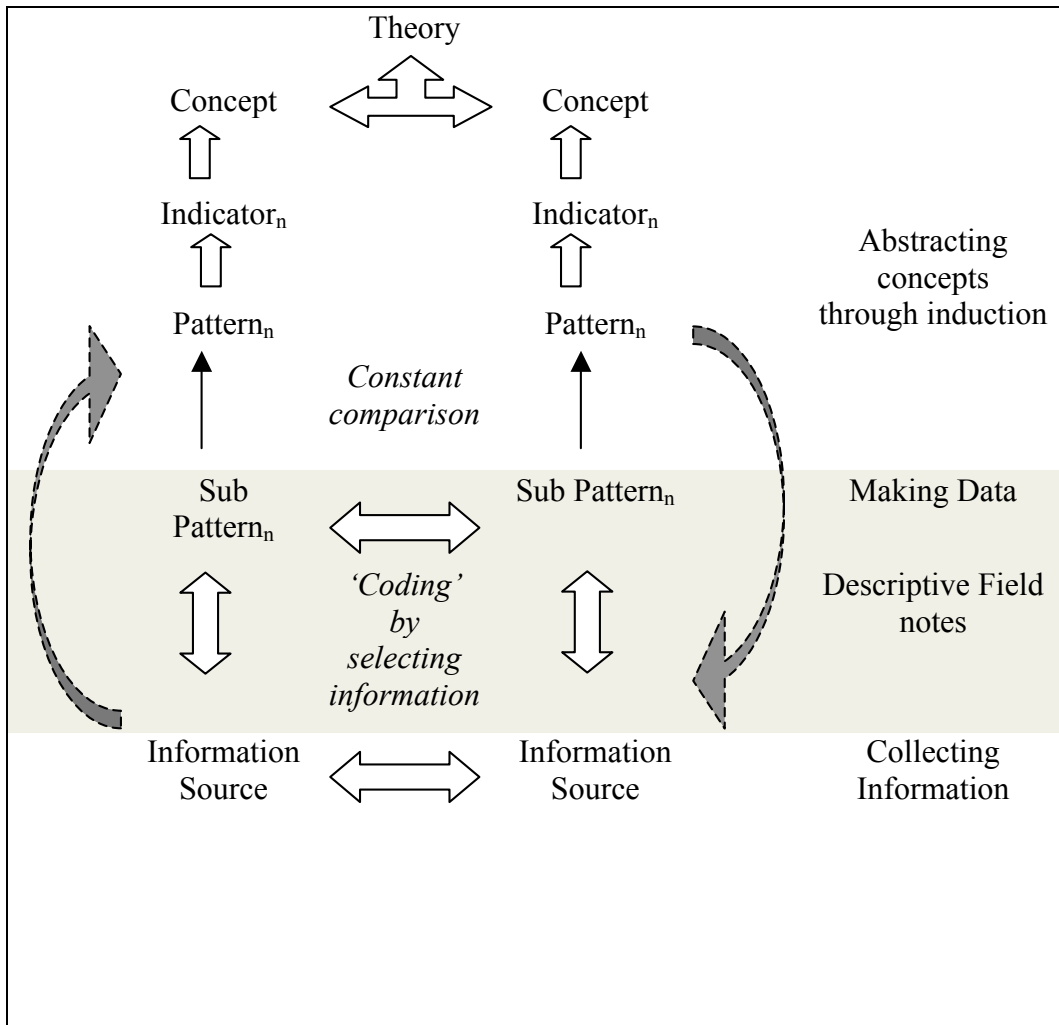 Theory
Concept Concept
Indicatorₙ Indicatorₙ
Abstracting
concepts
through induction
Patternₙ Patternₙ
Constant
comparison
Sub
Patternₙ
Sub Patternₙ
Making Data
‘Coding’
by
selecting
information
Descriptive Field
notes
Information
Source
Information
Source
Collecting
Information